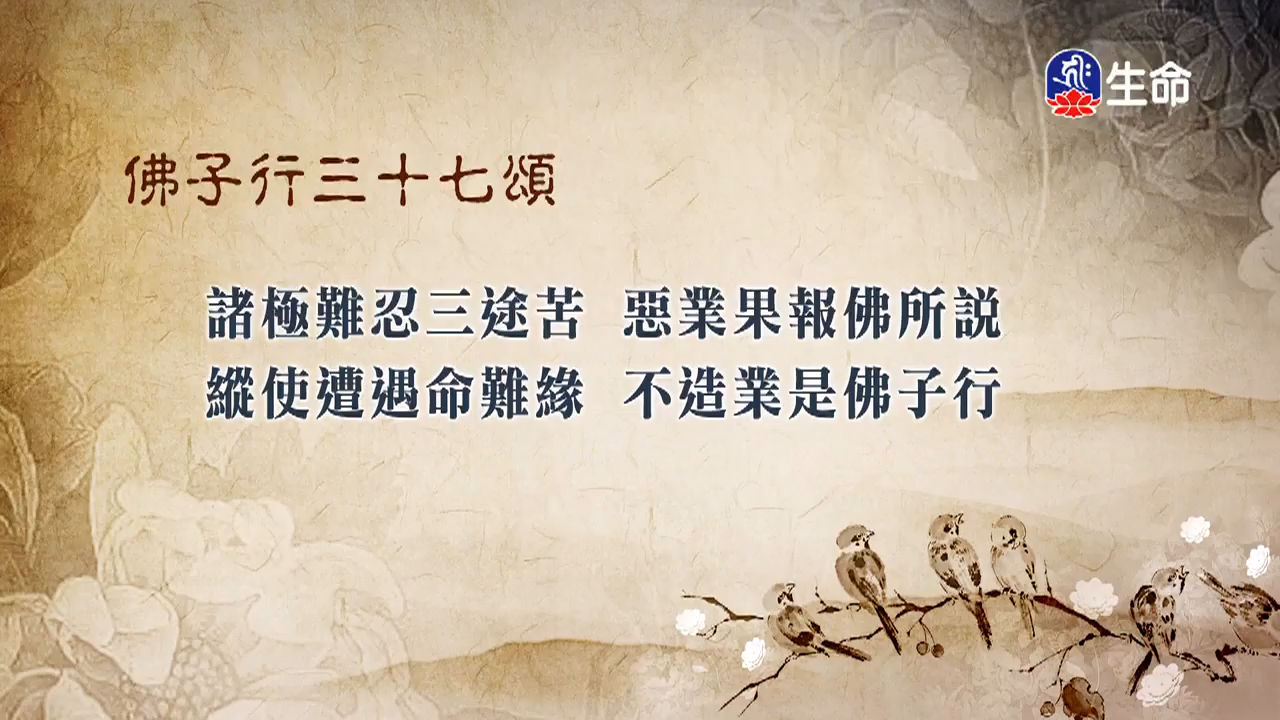 生命
佛子行三十七頌
諸極難忍三途苦 惡業果報佛所説
縱使遭遇命難緣 不造業是佛子行